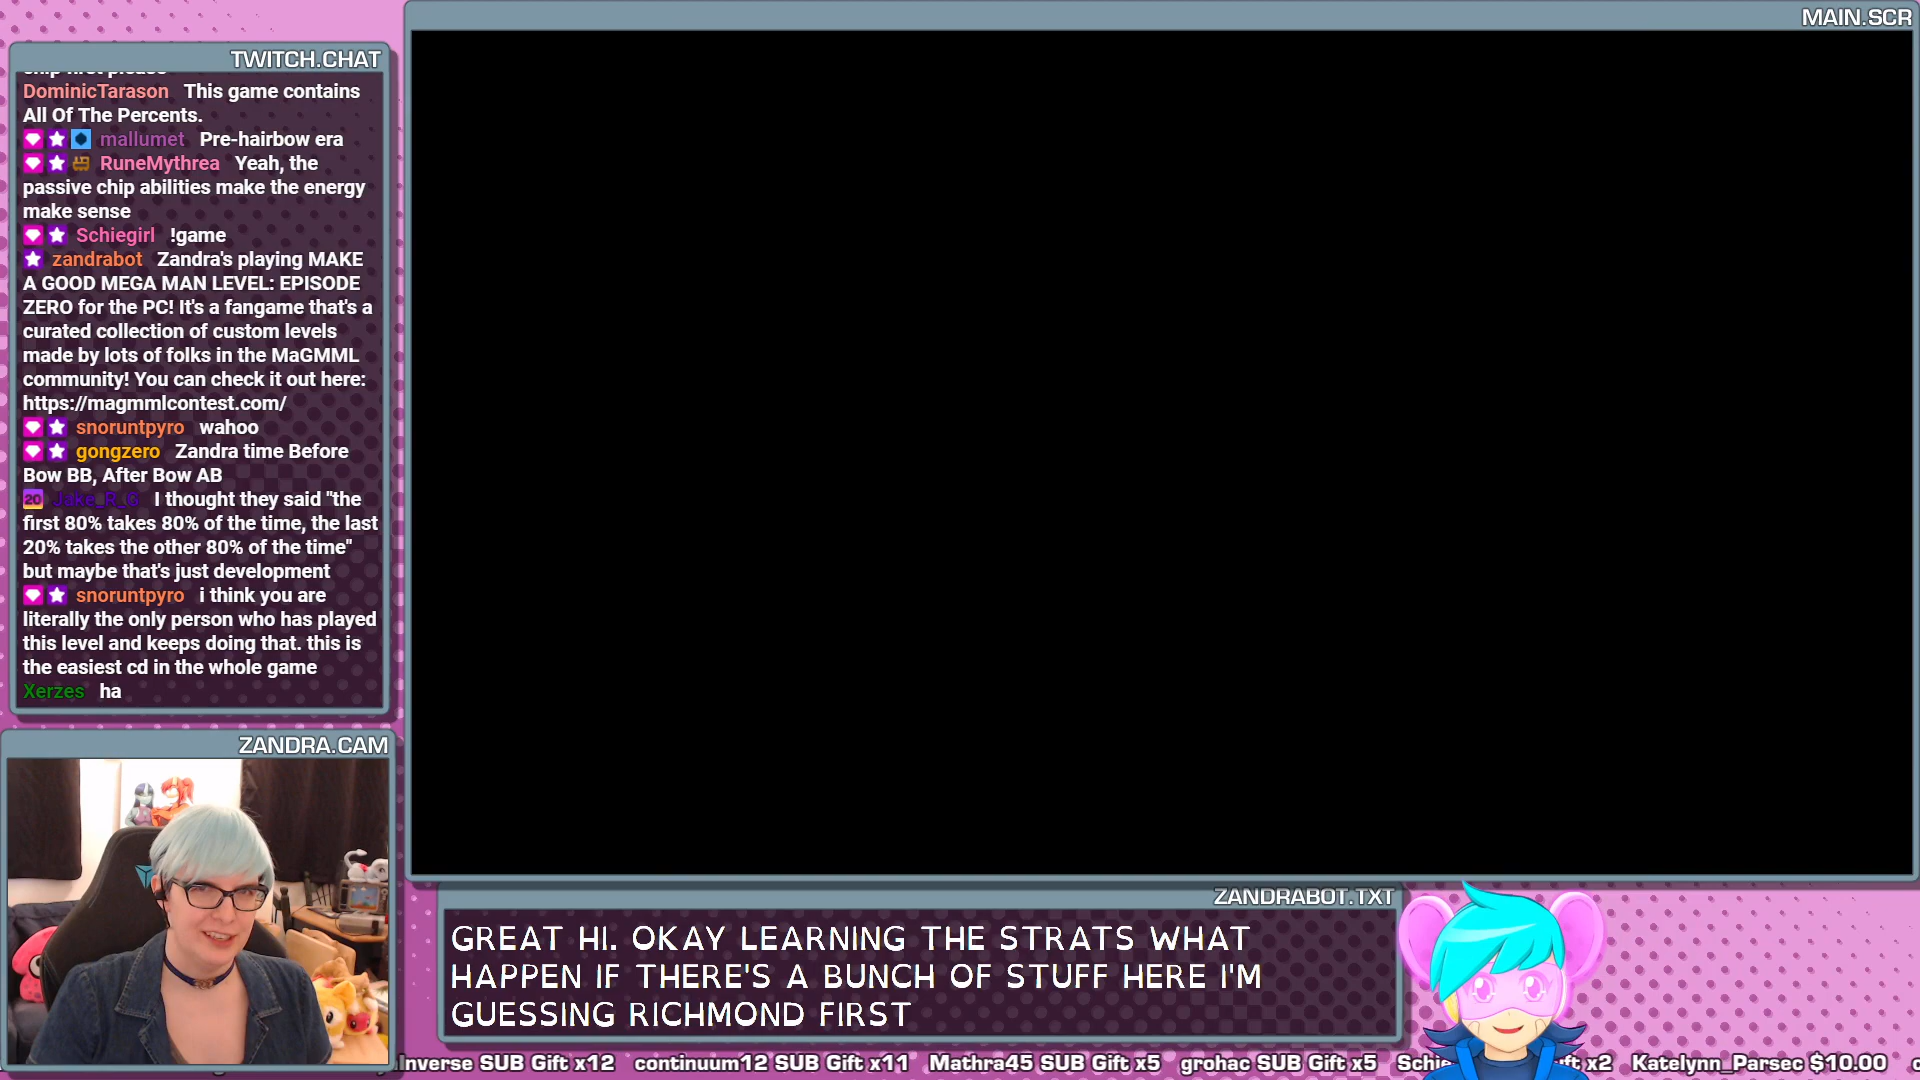 MAIN.SCR
TWITCH.CHAT
chip first please
DominicTarason This game contains
All Of The Percents.
mallumet Pre-hairbow era
RuneMythrea Yeah, the
passive chip abilities make the energy
make sense
Schiegirl !game
zandrabot Zandra's playing MAKE
A GOOD MEGA MAN LEVEL: EPISODE
ZERO for the PC! It's a fangame that's a
curated collection of custom levels
made by lots of folks in the MaGMML
community! You can check it out here:
https://magmmlcontest.com/
snoruntpyro wahoo
gongzero Zandra time Before
Bow BB, After Bow AB
20 Jake_R_G I thought they said "the
first 80% takes 80% of the time, the last
20% takes the other 80% of the time"
but maybe that's just development
snoruntpyro i think you are
literally the only person who has played
this level and keeps doing that. this is
the easiest cd in the whole game
Xerzes ha
ZANDRA.CAM
ZANDRABOT.TXT
GREAT HI. OKAY LEARNING THE STRATS WHAT
HAPPEN IF THERE'S A BUNCH OF STUFF HERE I'M
GUESSING RICHMOND FIRST
Inverse SUB Gift x12 continuum12 SUB Gift x11 Mathra45 SUB Gift x5 grohac SUB Gift x5 Schie ift x2 Katelynn_Parsec $10.00